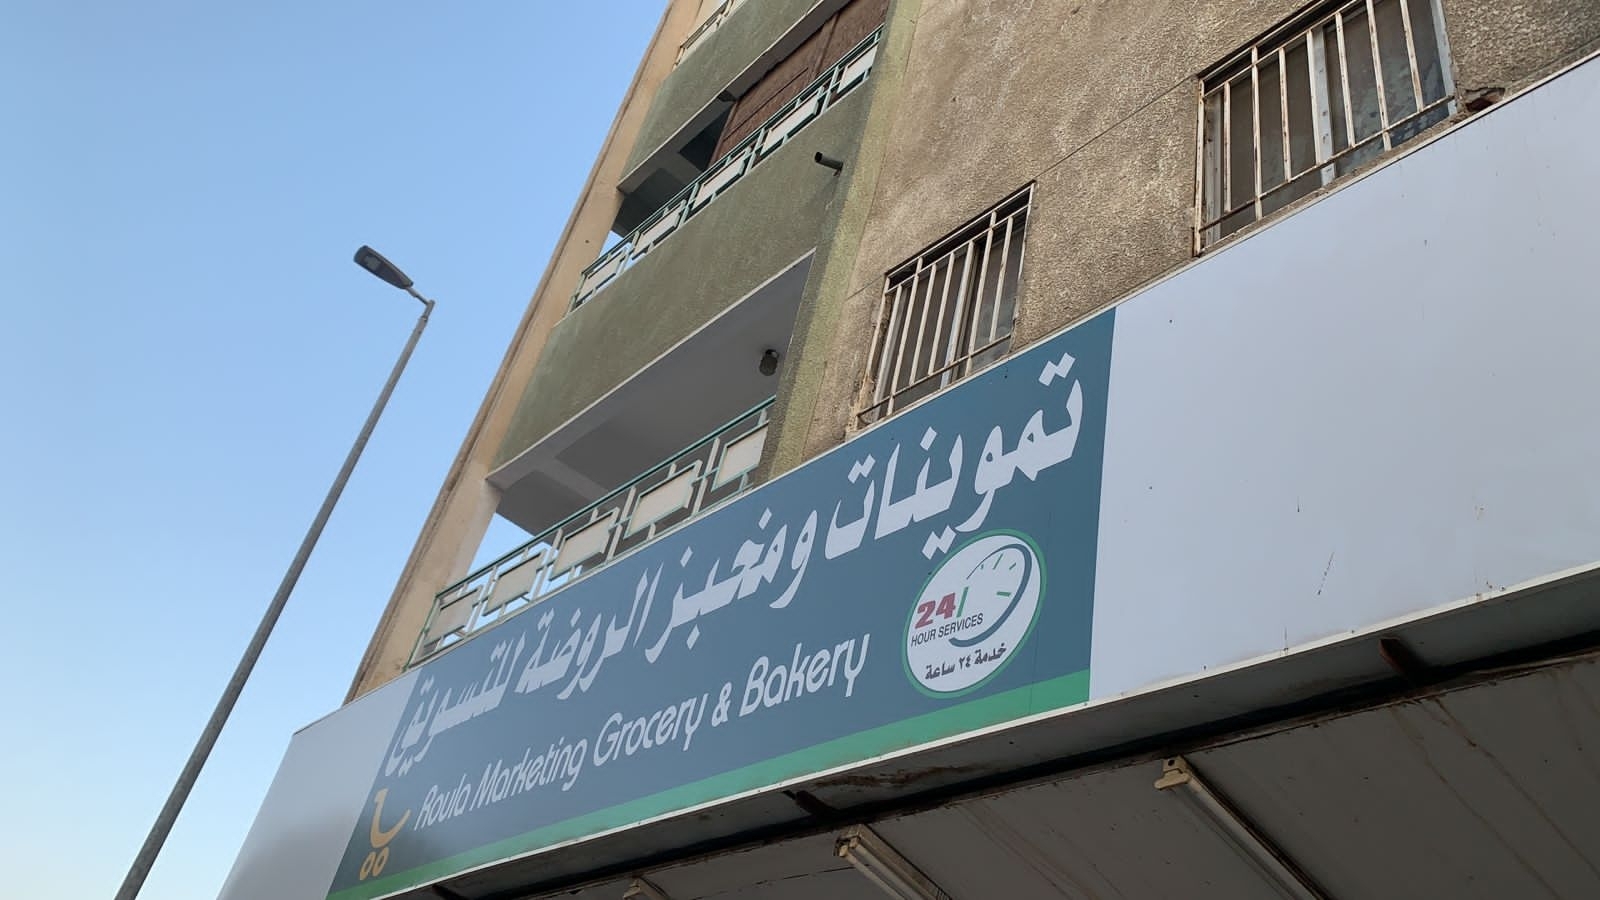 تموينات ومخبز الروضة للتسويق
Roula Marketing Grocery & Bakery
24
HOUR SERVICES
خدمة ٢٤ ساعة